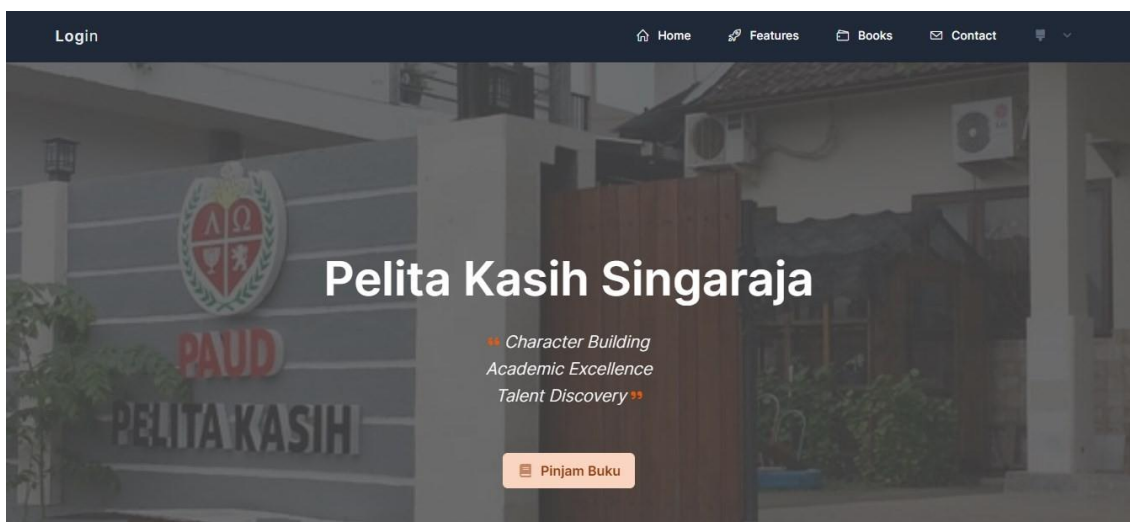 Login
Home
Features
Books
Contact
Α Ω
PAUD
PELITA KASIH
Pelita Kasih Singaraja
❝ Character Building
Academic Excellence
Talent Discovery ❞
Pinjam Buku